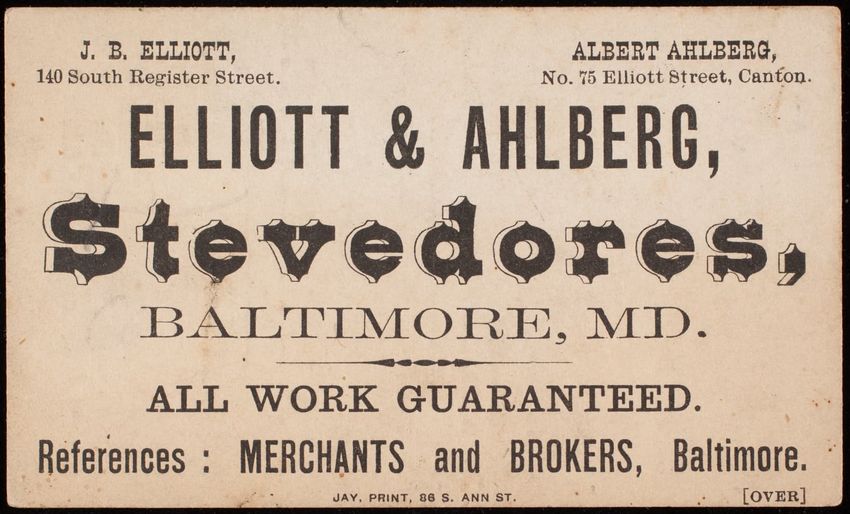 J. B. ELLIOTT,
140 South Register Street.
ALBERT AHLBERG,
No. 75 Elliott Street, Canton.
ELLIOTT & AHLBERG,
Stevedores,
BALTIMORE, MD.
ALL WORK GUARANTEED.
References : MERCHANTS and BROKERS, Baltimore.
JAY, PRINT, 86 S. ANN ST.
[OVER]